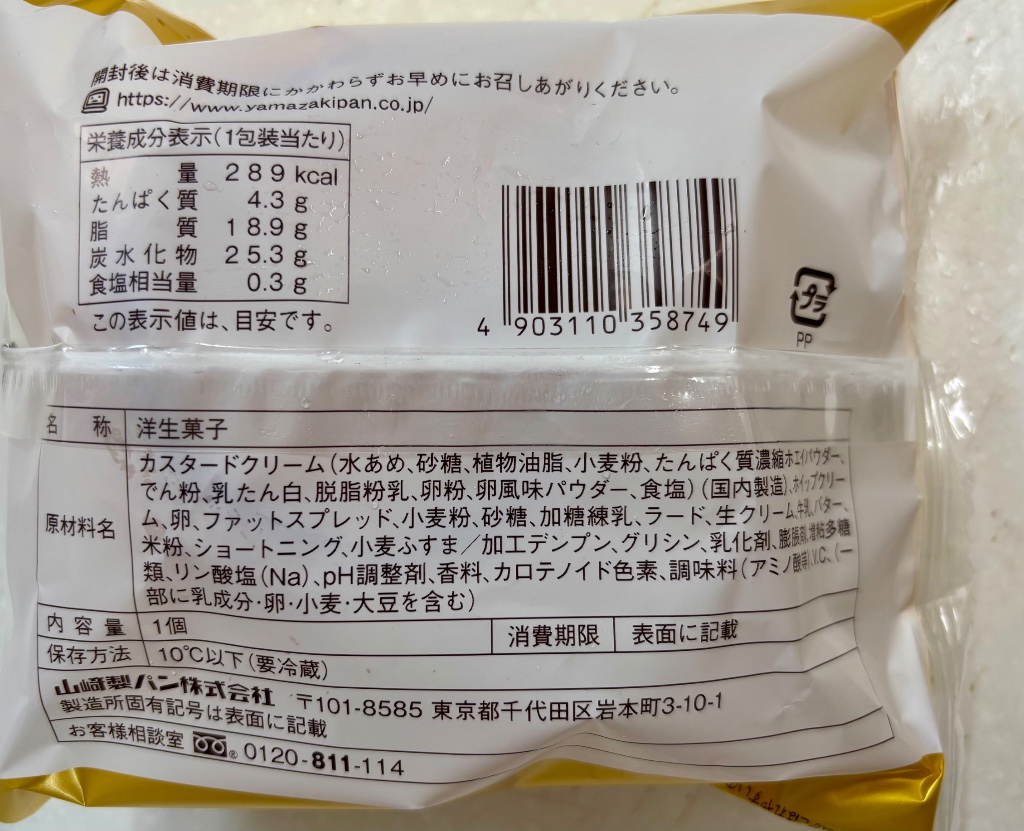 開封後は消費期限にかかわらずお早めにお召しあがりください。
https://www.yamazakipan.co.jp/
栄養成分表示(1包装当たり)
熱量 289 kcal
たんぱく質 4.3 g
脂質 18.9 g
炭水化物 25.3 g
食塩相当量 0.3 g
この表示値は、目安です。
4 903110 358749
プラ
PP
名称 洋生菓子
原材料名
カスタードクリーム(水あめ、砂糖、植物油脂、小麦粉、たんぱく質濃縮ホエイパウダー、
でん粉、乳たん白、脱脂粉乳、卵粉、卵風味パウダー、食塩)(国内製造)、ホイップクリー
ム、卵、ファットスプレッド、小麦粉、砂糖、加糖練乳、ラード、生クリーム、牛乳、バター、
米粉、ショートニング、小麦ふすま/加工デンプン、グリシン、乳化剤、膨脹剤、増粘多糖
類、リン酸塩(Na)、pH調整剤、香料、カロテノイド色素、調味料(アミノ酸等)、V.C、(一
部に乳成分・卵・小麦・大豆を含む)
内容量 1個 消費期限 表面に記載
保存方法 10℃以下(要冷蔵)
山崎製パン株式会社 〒101-8585 東京都千代田区岩本町3-10-1
製造所固有記号は表面に記載
お客様相談室 ® 0120-811-114